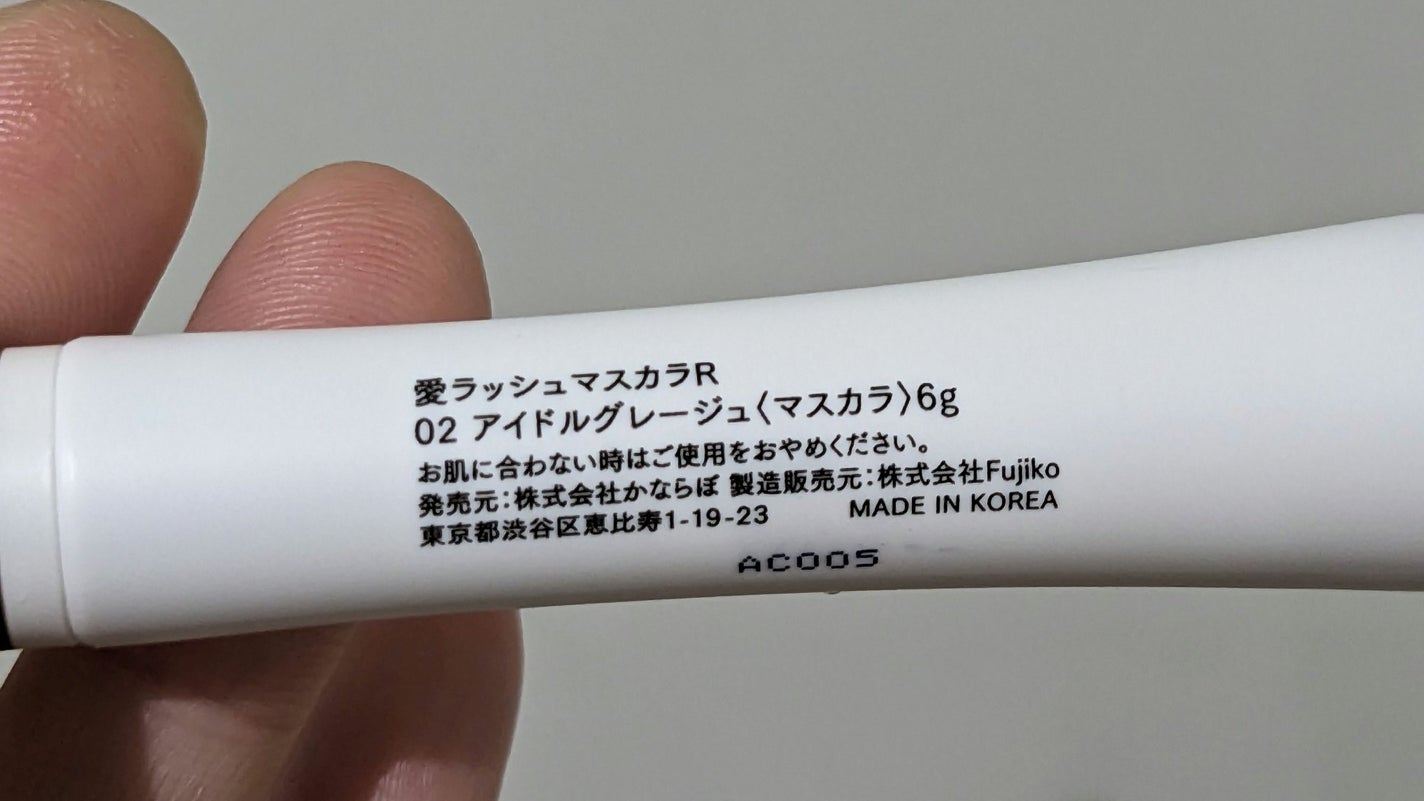 愛ラッシュマスカラR
02 アイドルグレージュ〈マスカラ〉6g
お肌に合わない時はご使用をおやめください。
発売元：株式会社かならぼ 製造販売元：株式会社Fujiko
東京都渋谷区恵比寿1-19-23 MADE IN KOREA
AC005